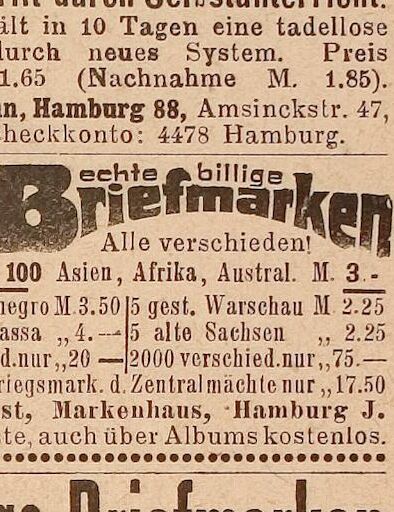 ält in 10 Tagen eine tadellose
durch neues System. Preis
1.65 (Nachnahme M. 1.85).
Hamburg 88, Amsinckstr. 47,
checkkonto: 4478 Hamburg.
echte billige
Briefmarken
Alle verschieden!
100 Asien, Afrika, Austral. M. 3.-
negro M. 3.50 5 gest. Warschau M 2.25
assa „4.-- 5 alte Sachsen „ 2.25
d. nur „20 — 2000 verschied. nur „75.—
riegsmark. d. Zentralmächte nur „17.50
st, Markenhaus, Hamburg J.
te, auch über Albums kostenlos.
Briefmarken